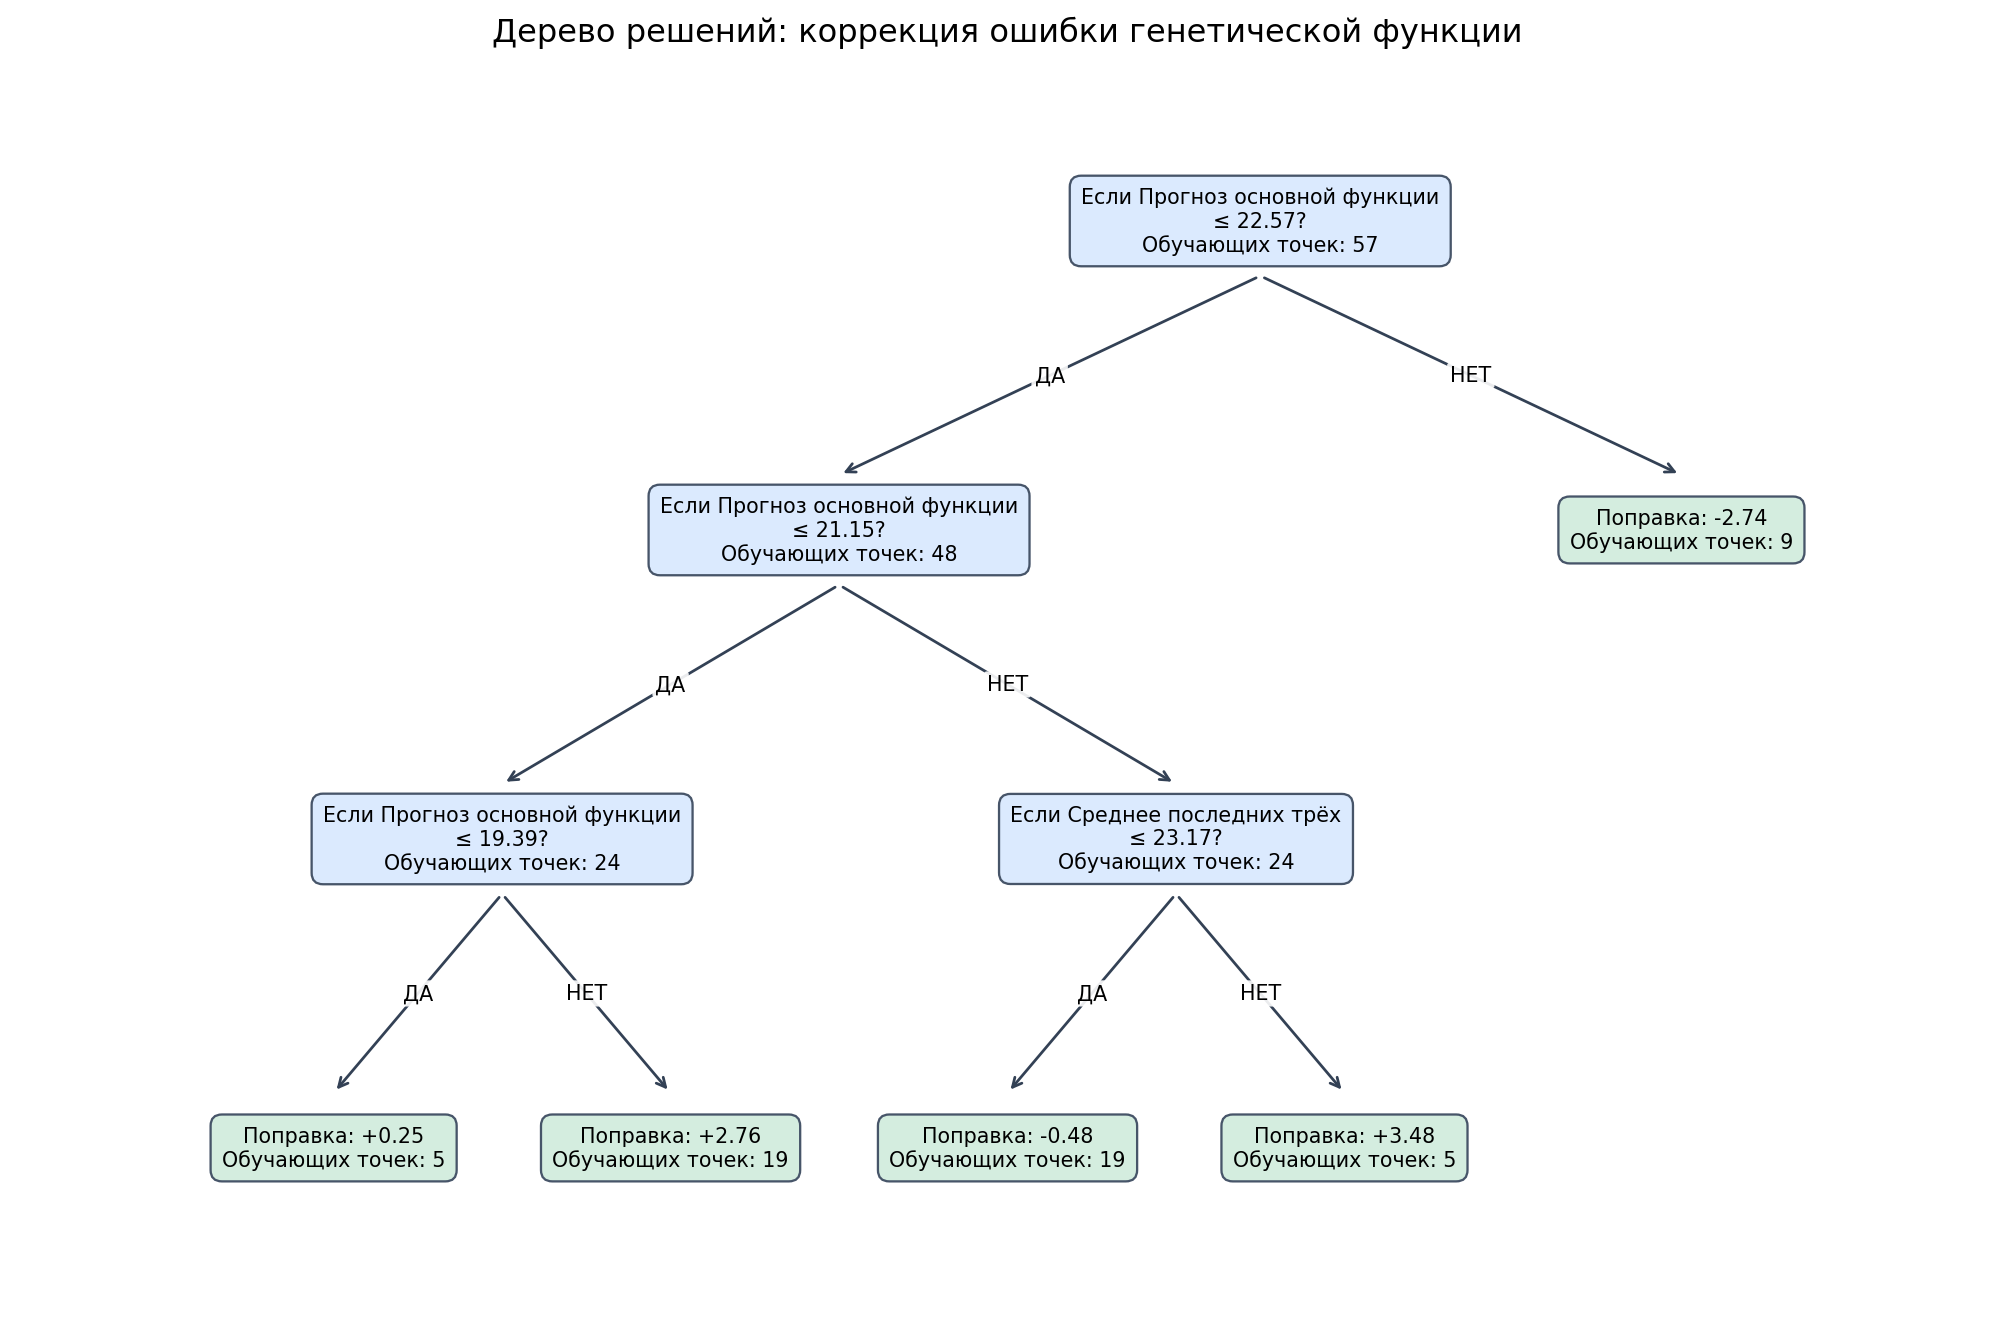 Дерево решений: коррекция ошибки генетической функции
Если Прогноз основной функции
≤ 22.57?
Обучающих точек: 57
ДА
НЕТ
Если Прогноз основной функции
≤ 21.15?
Обучающих точек: 48
Поправка: -2.74
Обучающих точек: 9
ДА
НЕТ
Если Прогноз основной функции
≤ 19.39?
Обучающих точек: 24
Если Среднее последних трёх
≤ 23.17?
Обучающих точек: 24
ДА
НЕТ
ДА
НЕТ
Поправка: +0.25
Обучающих точек: 5
Поправка: +2.76
Обучающих точек: 19
Поправка: -0.48
Обучающих точек: 19
Поправка: +3.48
Обучающих точек: 5